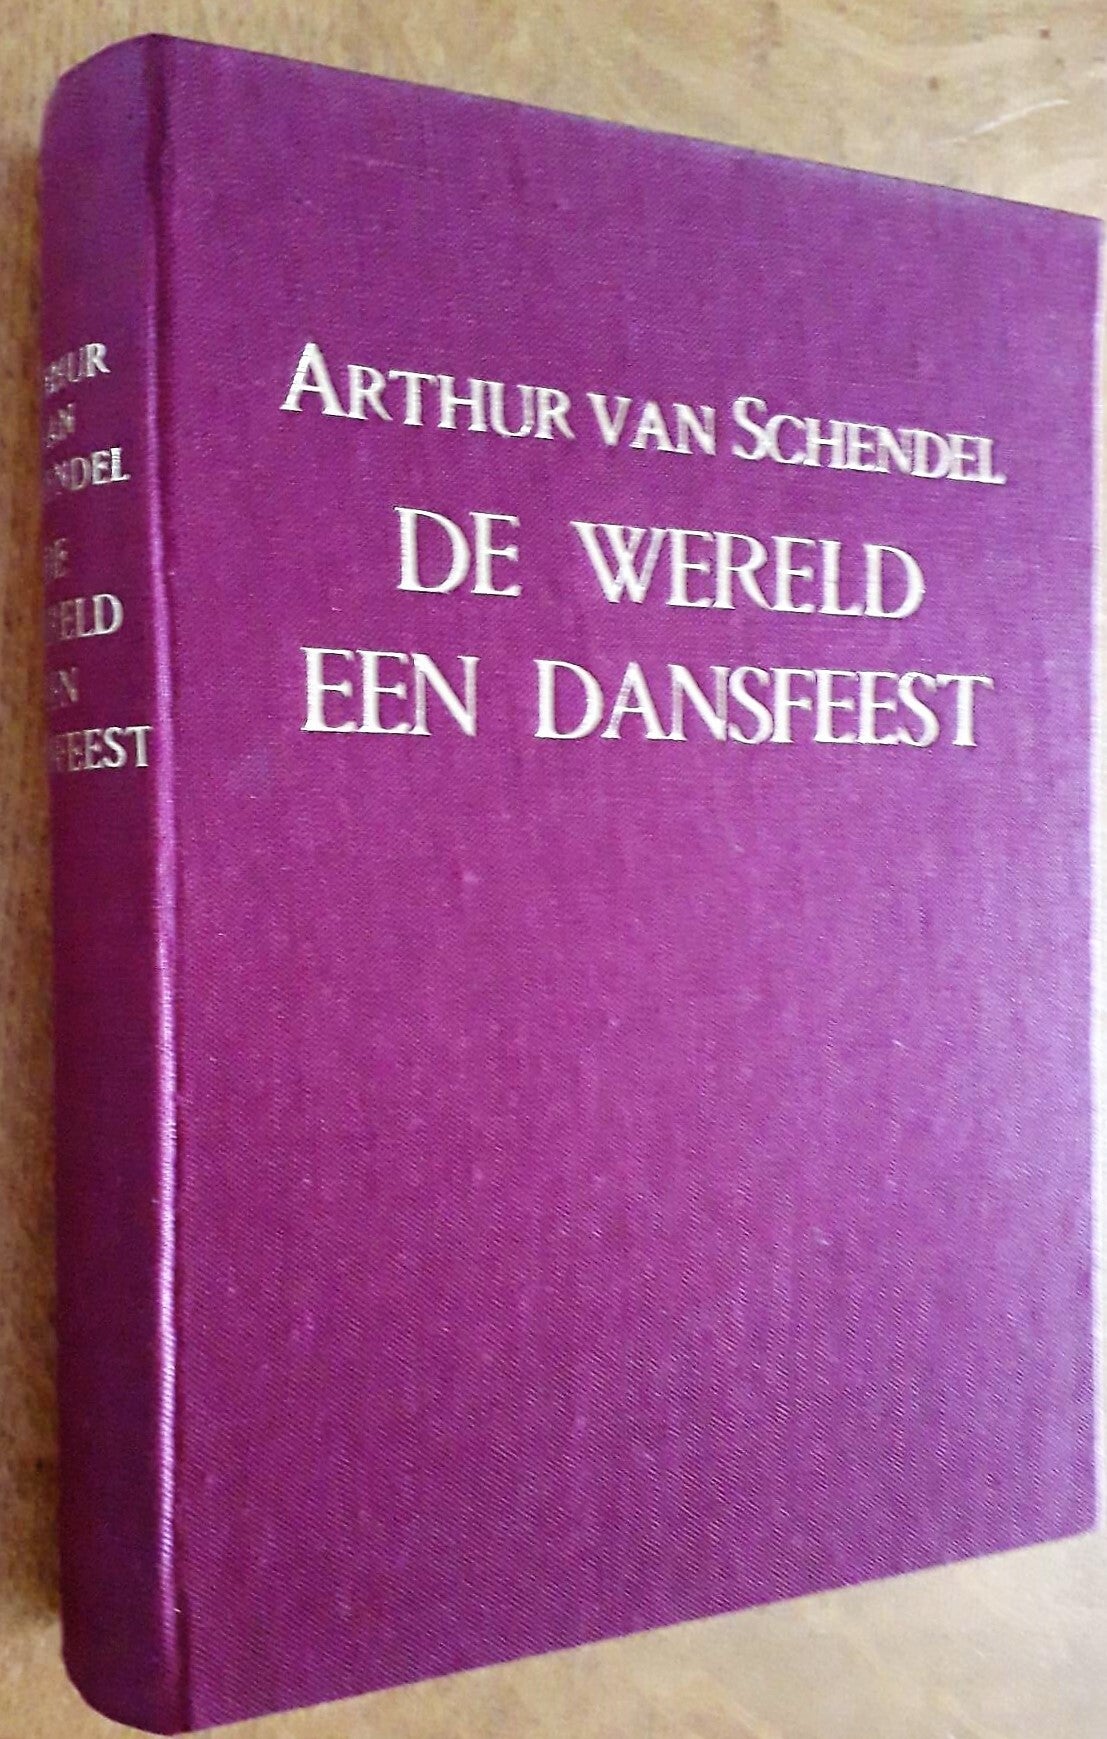 ARTHUR VAN SCHENDEL
DE WERELD
EEN DANSFEEST